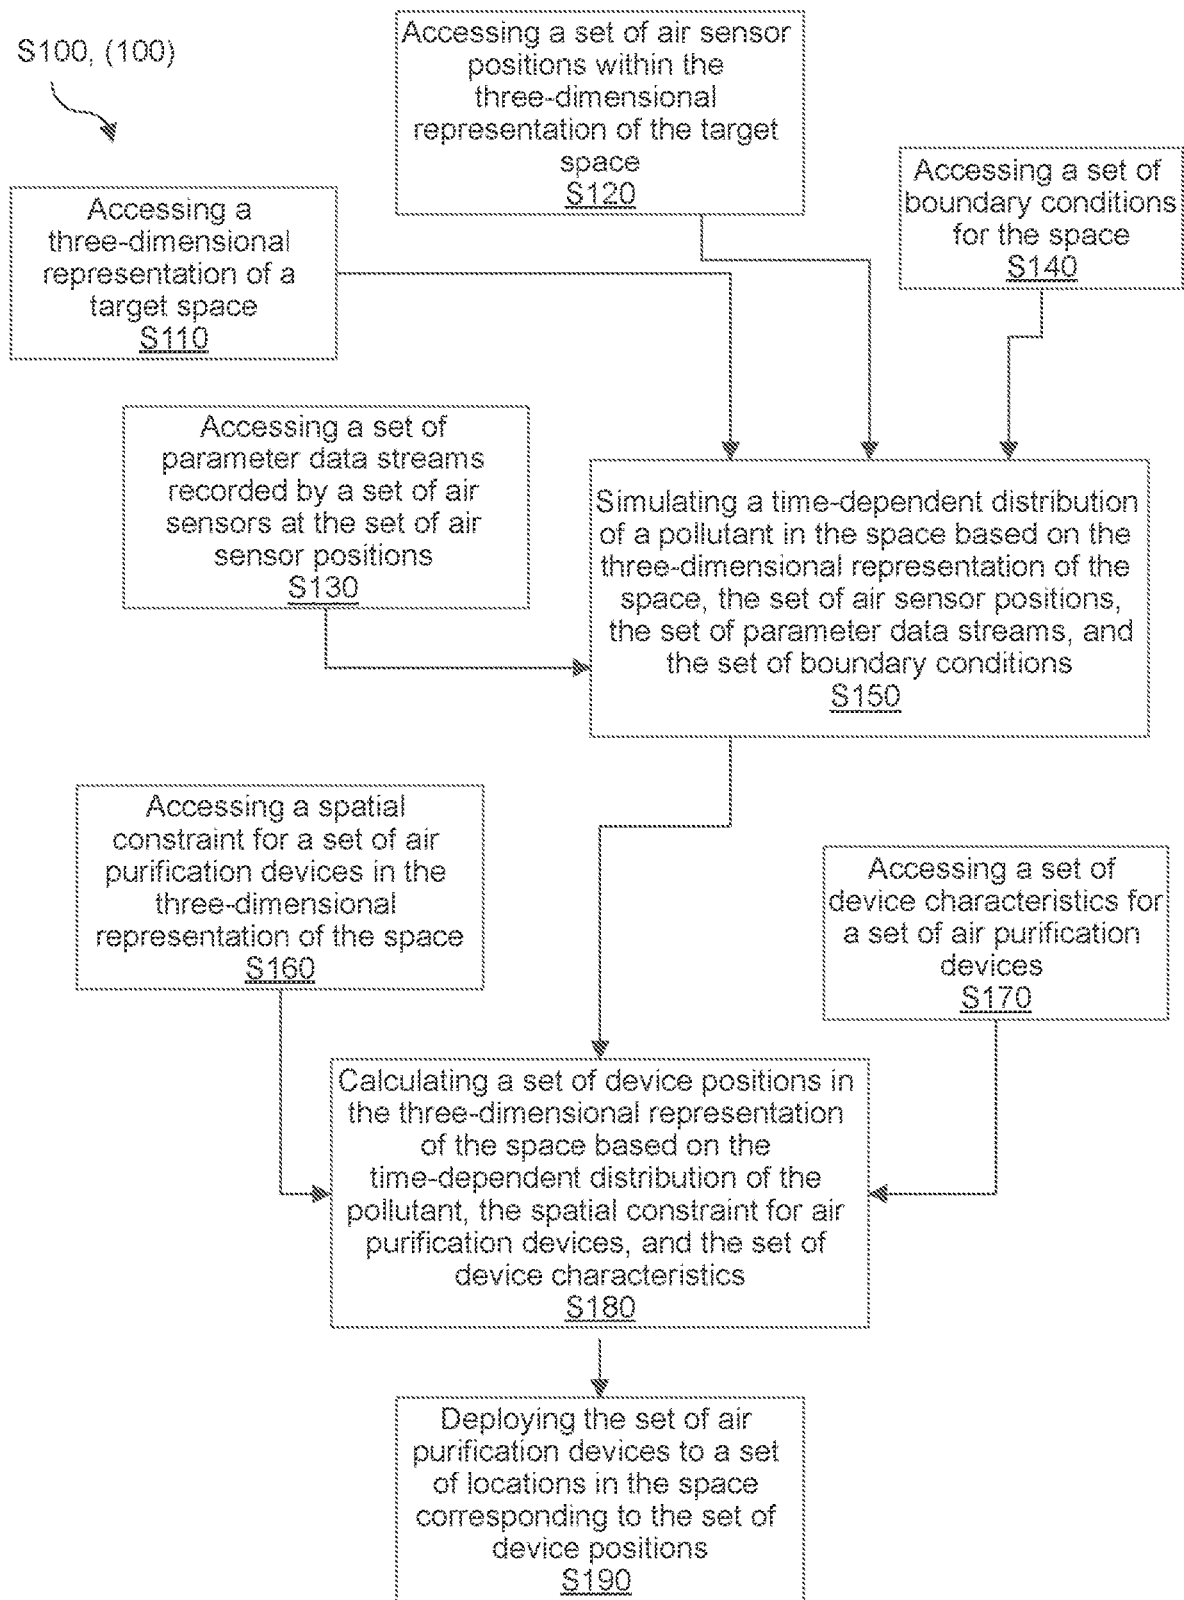 S100, (100)
Accessing a set of air sensor
positions within the
three-dimensional
representation of the target
space
S120
Accessing a set of
boundary conditions
for the space
S140
Accessing a
three-dimensional
representation of a
target space
S110
Accessing a set of
parameter data streams
recorded by a set of air
sensors at the set of air
sensor positions
S130
Simulating a time-dependent distribution
of a pollutant in the space based on the
three-dimensional representation of the
space, the set of air sensor positions,
the set of parameter data streams, and
the set of boundary conditions
S150
Accessing a spatial
constraint for a set of air
purification devices in the
three-dimensional
representation of the space
S160
Accessing a set of
device characteristics for
a set of air purification
devices
S170
Calculating a set of device positions in
the three-dimensional representation
of the space based on the
time-dependent distribution of the
pollutant, the spatial constraint for air
purification devices, and the set of
device characteristics
S180
Deploying the set of air
purification devices to a set
of locations in the space
corresponding to the set of
device positions
S190